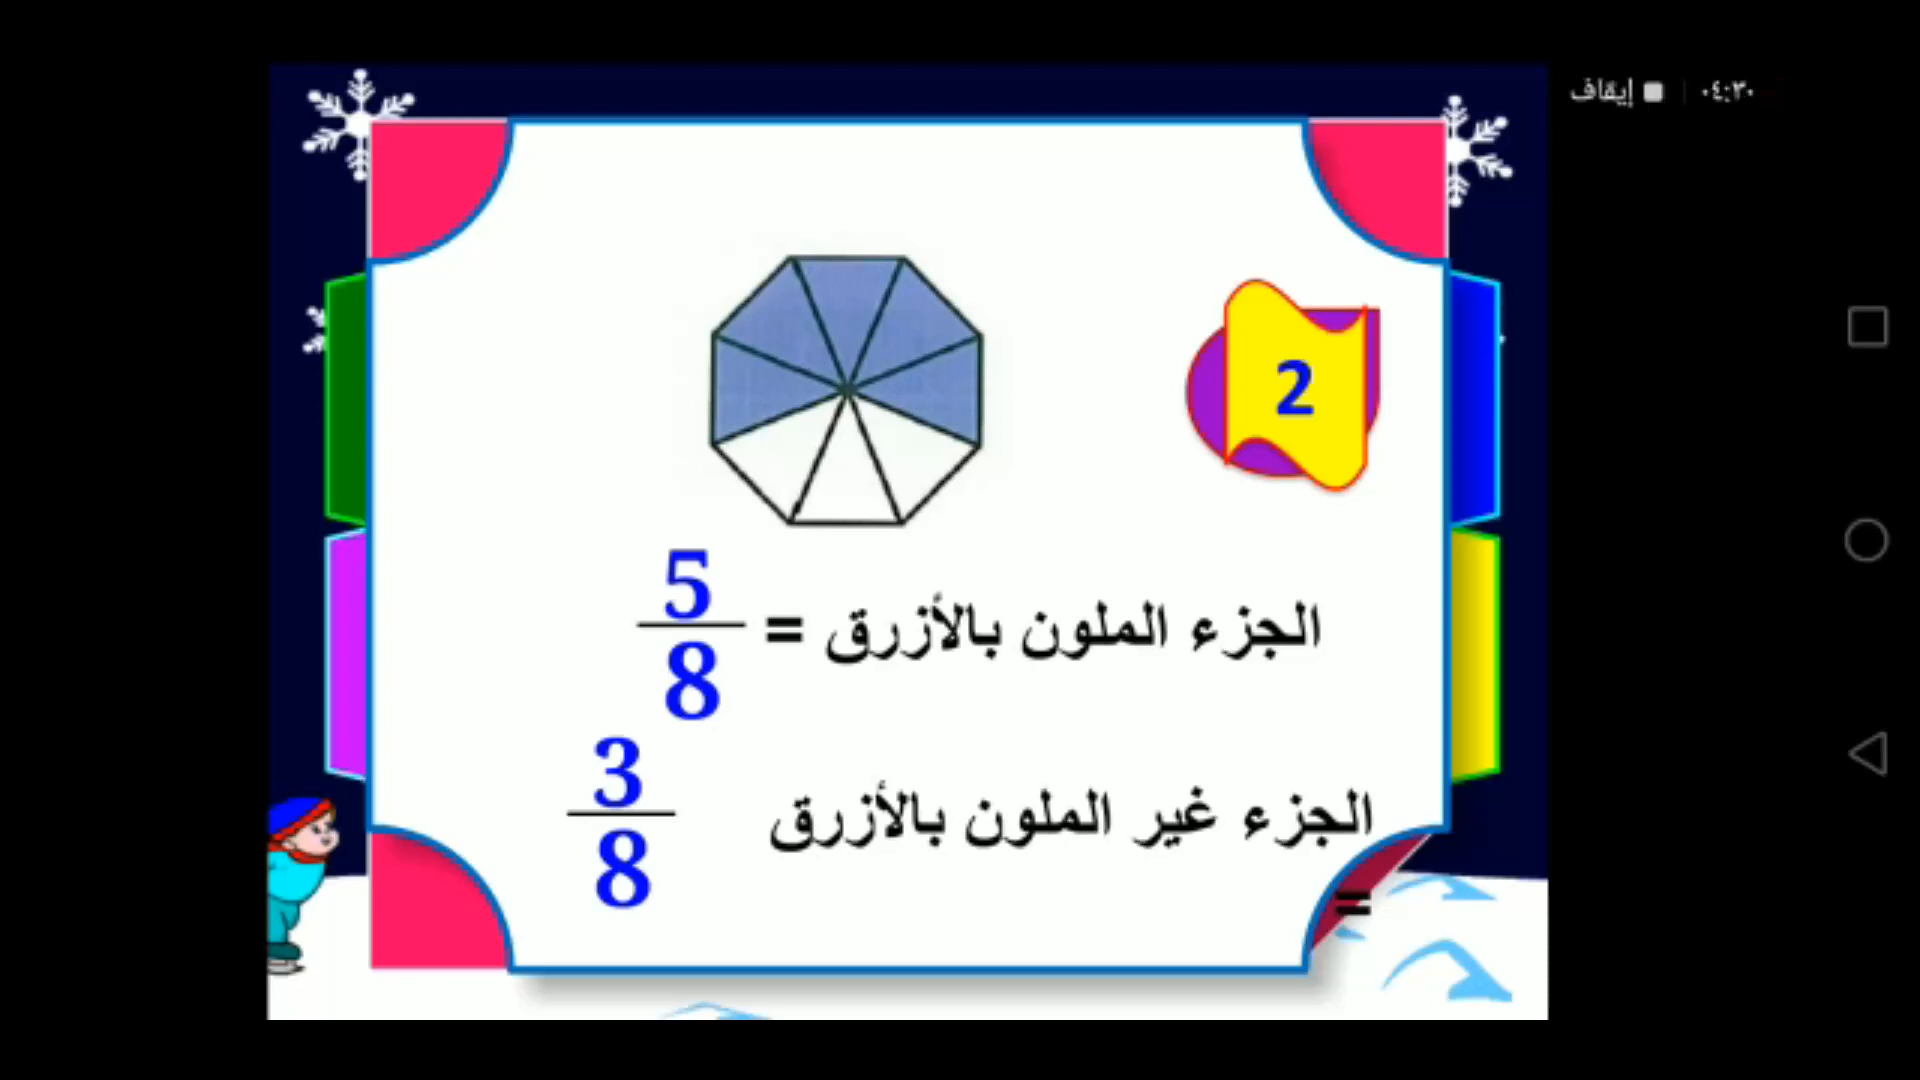 إيقاف ٠٤:٣٠
2
الجزء الملون بالأزرق = 5/8
الجزء غير الملون بالأزرق 3/8
=